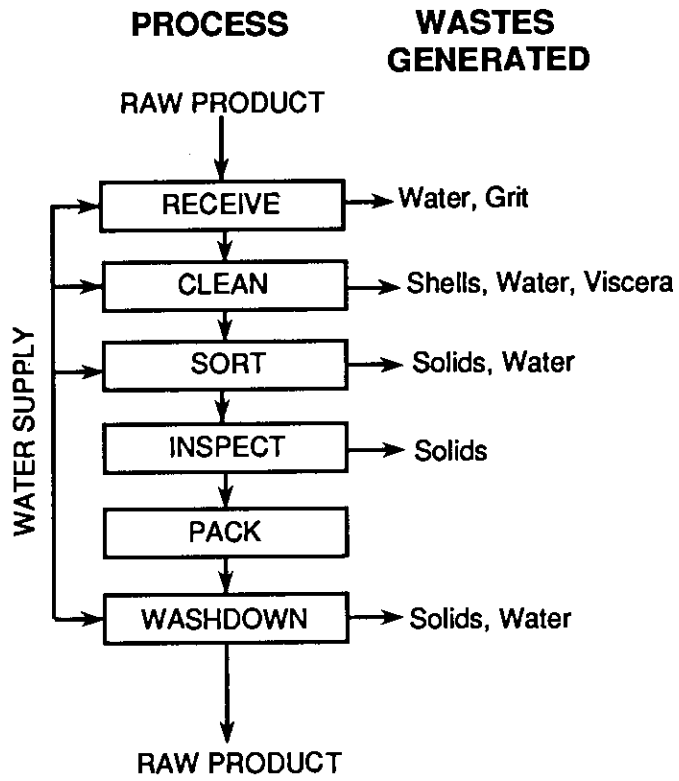 PROCESS
WASTES
GENERATED
RAW PRODUCT
RECEIVE
Water, Grit
CLEAN
Shells, Water, Viscera
SORT
Solids, Water
INSPECT
Solids
PACK
WASHDOWN
Solids, Water
WATER SUPPLY
RAW PRODUCT